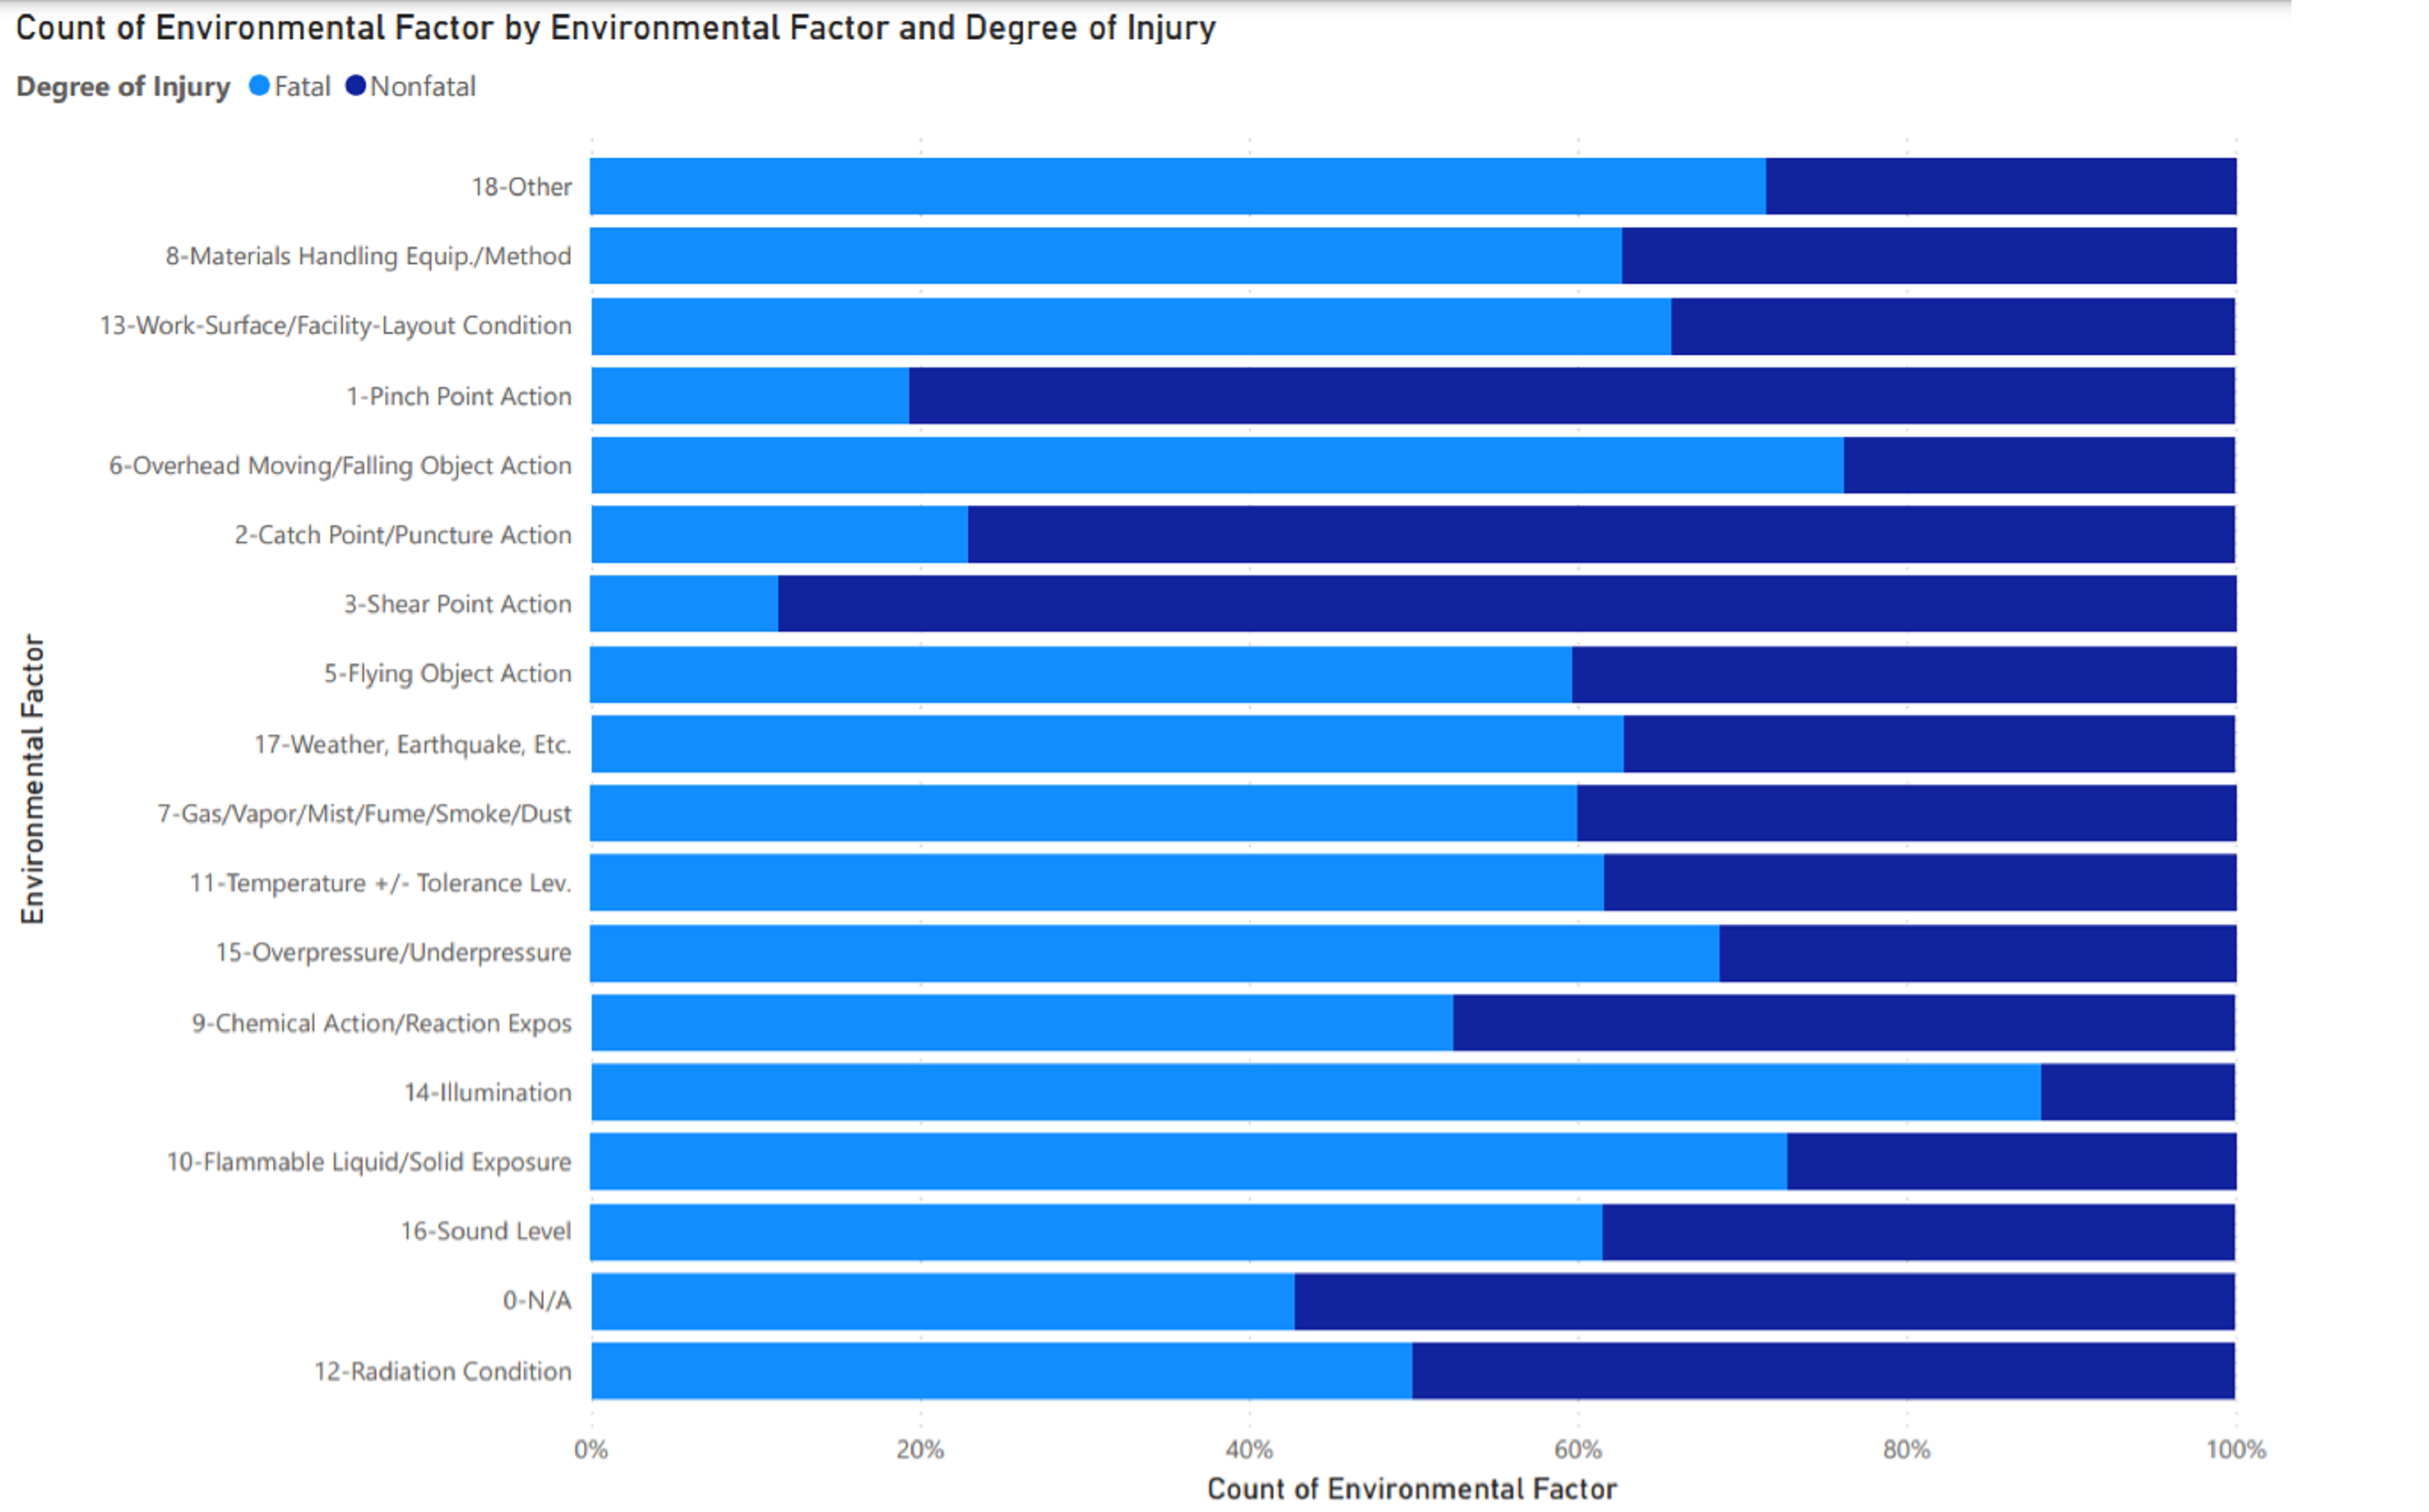 Count of Environmental Factor by Environmental Factor and Degree of Injury
Degree of Injury Fatal Nonfatal
18-Other
8-Materials Handling Equip./Method
13-Work-Surface/Facility-Layout Condition
1-Pinch Point Action
6-Overhead Moving/Falling Object Action
2-Catch Point/Puncture Action
3-Shear Point Action
5-Flying Object Action
17-Weather, Earthquake, Etc.
7-Gas/Vapor/Mist/Fume/Smoke/Dust
11-Temperature +/- Tolerance Lev.
15-Overpressure/Underpressure
9-Chemical Action/Reaction Expos
14-Illumination
10-Flammable Liquid/Solid Exposure
16-Sound Level
0-N/A
12-Radiation Condition
Environmental Factor
0% 20% 40% 60% 80% 100%
Count of Environmental Factor